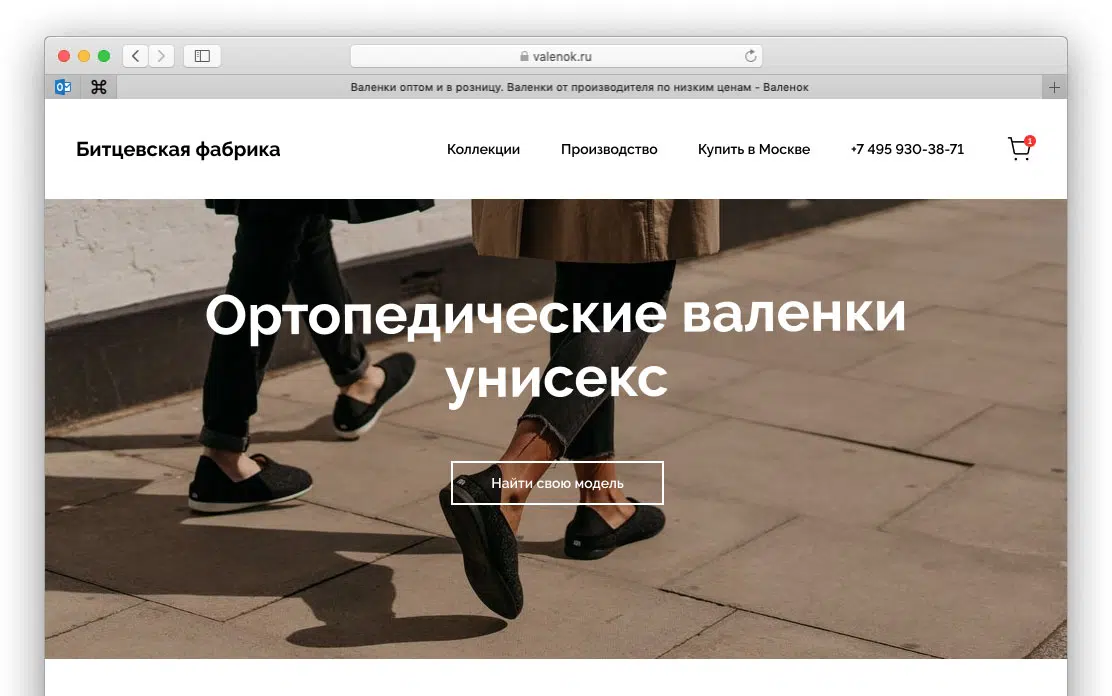 valenok.ru
Валенки оптом и в розницу. Валенки от производителя по низким ценам - Валенок
Битцевская фабрика
Коллекции
Производство
Купить в Москве
+7 495 930-38-71
1
Ортопедические валенки
унисекс
Найти свою модель